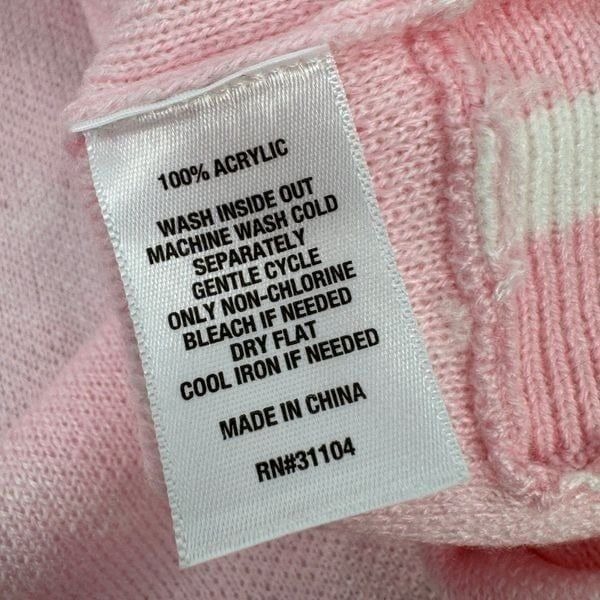 100% ACRYLIC
WASH INSIDE OUT
MACHINE WASH COLD
SEPARATELY
GENTLE CYCLE
ONLY NON-CHLORINE
BLEACH IF NEEDED
DRY FLAT
COOL IRON IF NEEDED
MADE IN CHINA
RN#31104